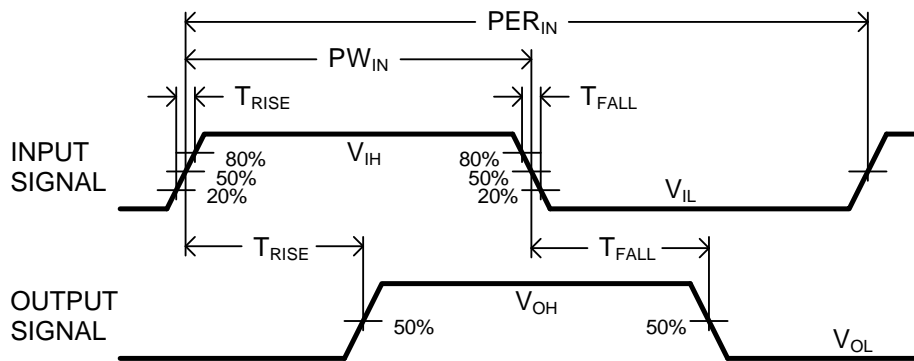 PER_IN
PW_IN
T_RISE
T_FALL
INPUT
SIGNAL
V_IH
80%
50%
20%
80%
50%
20%
V_IL
T_RISE
T_FALL
OUTPUT
SIGNAL
V_OH
50%
50%
V_OL